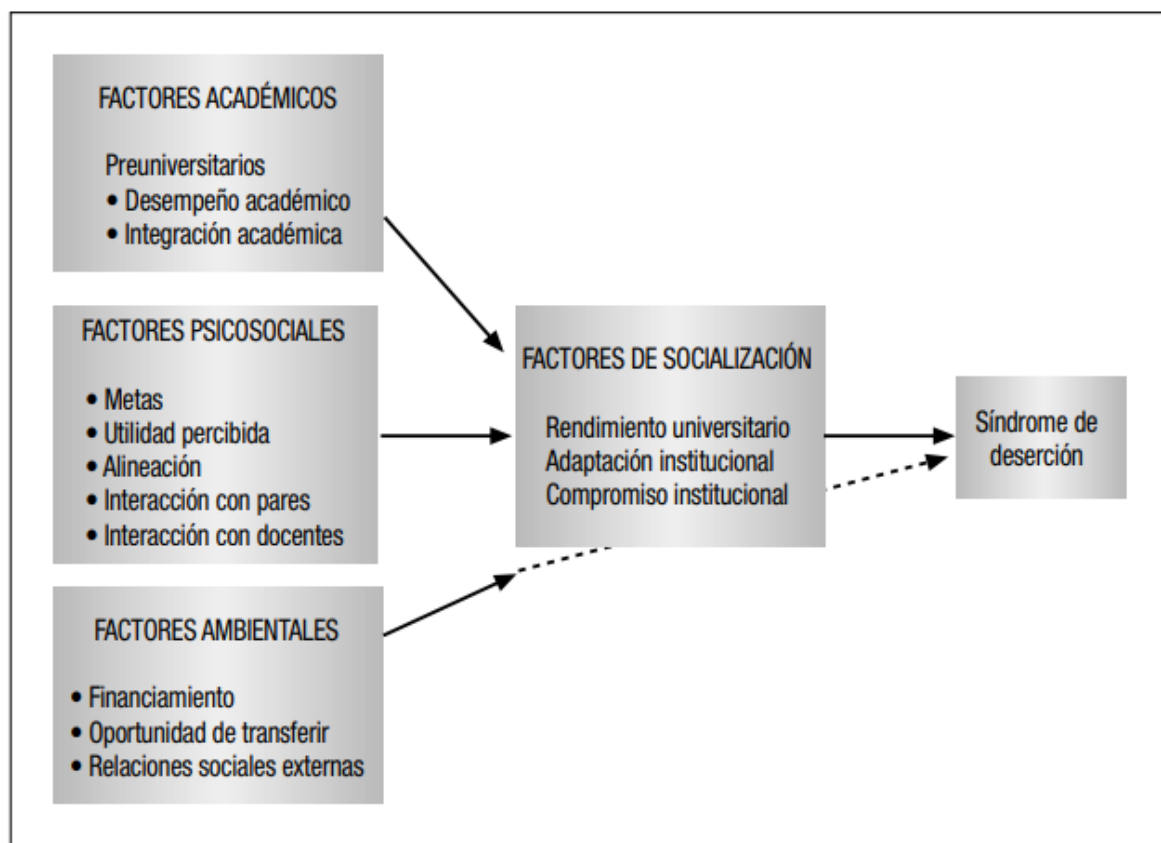 FACTORES ACADÉMICOS
Preuniversitarios
• Desempeño académico
• Integración académica
FACTORES PSICOSOCIALES
• Metas
• Utilidad percibida
• Alineación
• Interacción con pares
• Interacción con docentes
FACTORES AMBIENTALES
• Financiamiento
• Oportunidad de transferir
• Relaciones sociales externas
FACTORES DE SOCIALIZACIÓN
Rendimiento universitario
Adaptación institucional
Compromiso institucional
Síndrome de
deserción